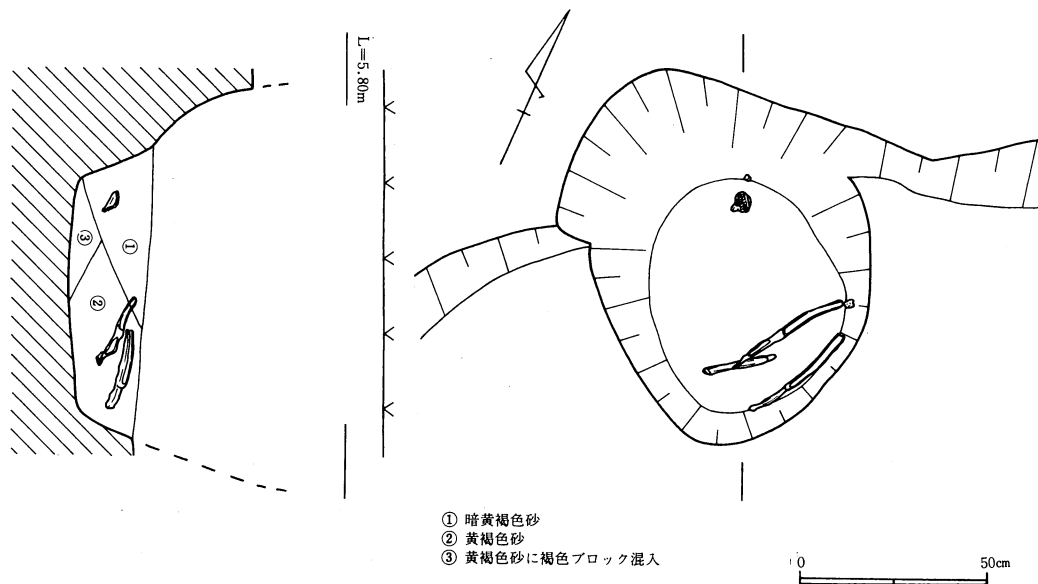 L=5.80m
③
①
②
① 暗黄褐色砂
② 黄褐色砂
③ 黄褐色砂に褐色ブロック混入
0 50cm